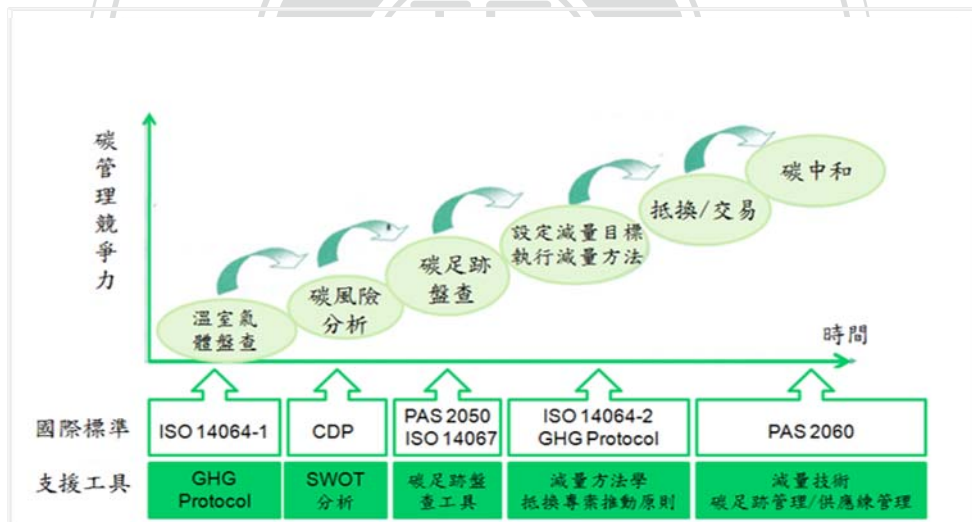 碳管理競爭力
溫室氣
體盤查
碳風險
分析
碳足跡
盤查
設定減量目標
執行減量方法
抵換/交易
碳中和
時間
國際標準
ISO 14064-1
CDP
PAS 2050
ISO 14067
ISO 14064-2
GHG Protocol
PAS 2060
支援工具
GHG
Protocol
SWOT
分析
碳足跡盤
查工具
減量方法學
抵換專案推動原則
減量技術
碳足跡管理/供應練管理